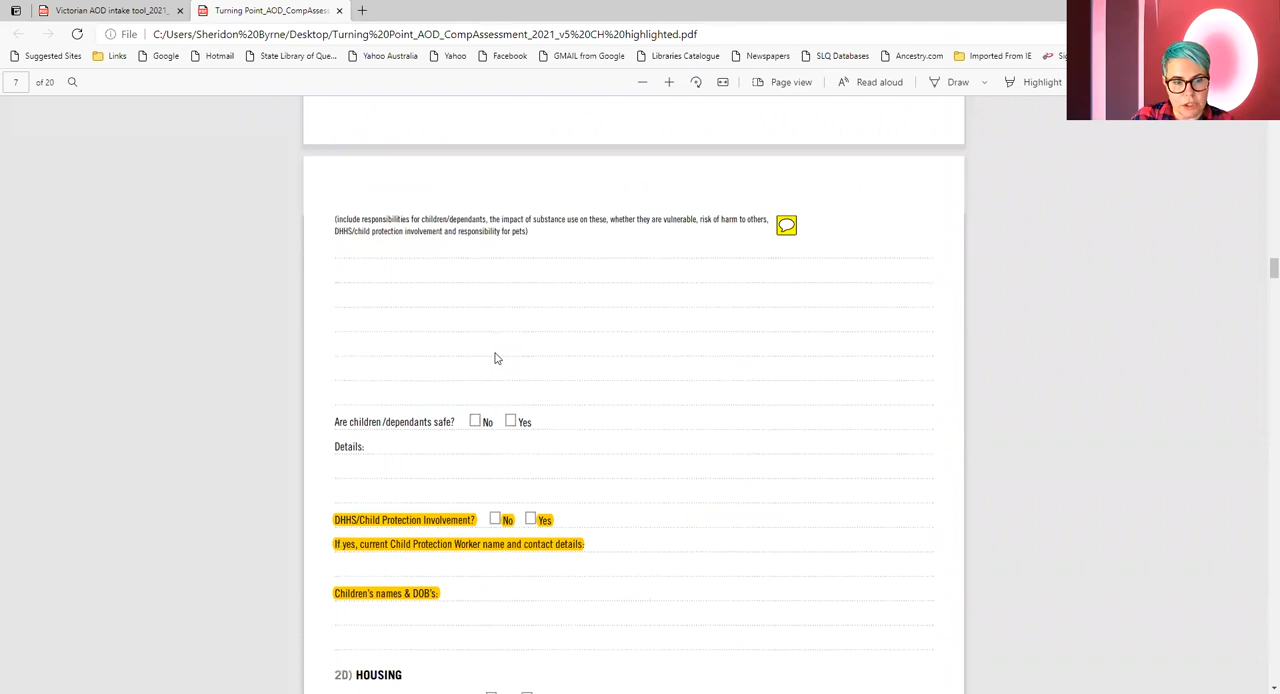 Victorian AOD intake tool_2021_
Turning Point_AOD_CompAssess
File C:/Users/Sheridon%20Byrne/Desktop/Turning%20Point_AOD_CompAssessment_2021_v5%20CH%20highlighted.pdf
Suggested Sites Links Google Hotmail State Library of Que... Yahoo Australia Yahoo Facebook GMAIL from Google Libraries Catalogue Newspapers SLQ Databases Ancestry.com Imported From IE
7 of 20 Page view Read aloud Draw Highlight
(include responsibilities for children/dependants, the impact of substance use on these, whether they are vulnerable, risk of harm to others,
DHHS/child protection involvement and responsibility for pets)
Are children/dependants safe? No Yes
Details:
DHHS/Child Protection Involvement? No Yes
If yes, current Child Protection Worker name and contact details:
Children's names & DOB's:
2D) HOUSING